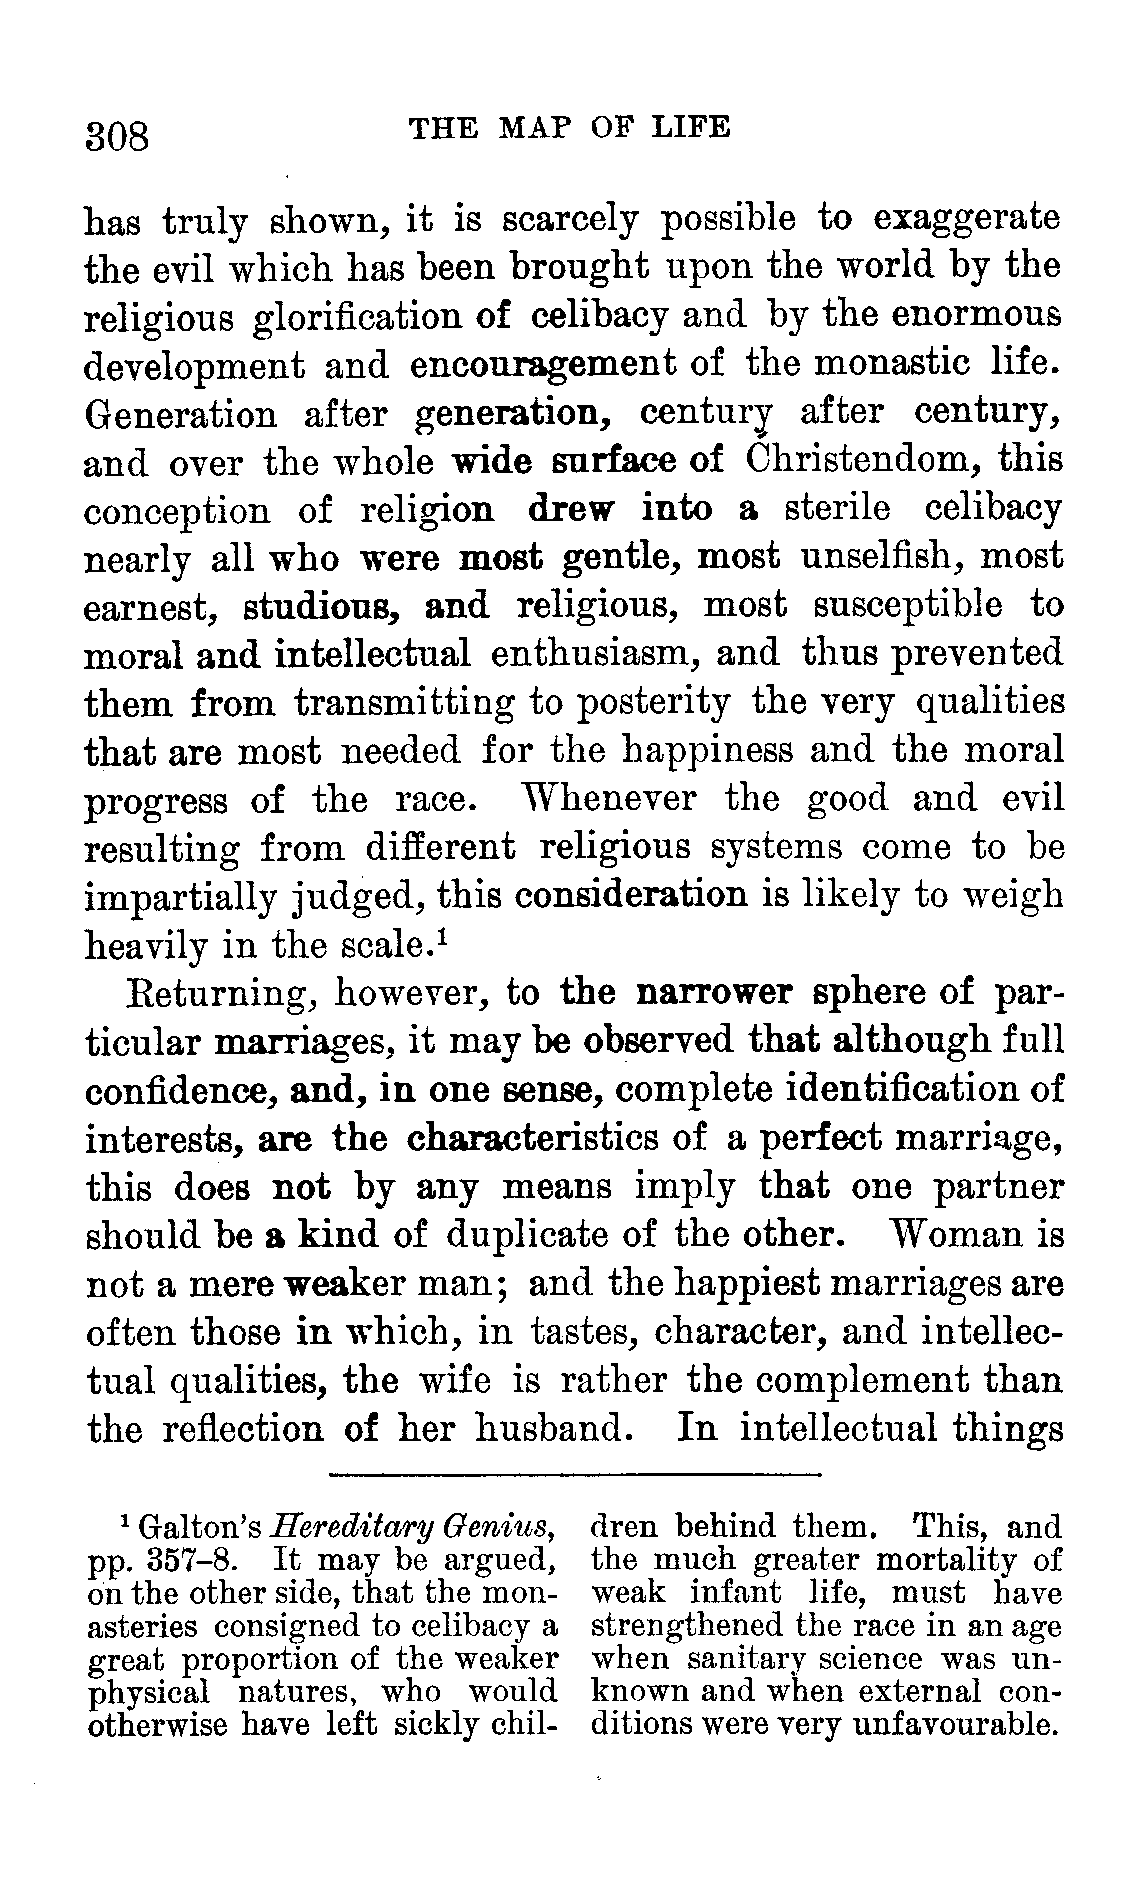 308 THE MAP OF LIFE
has truly shown, it is scarcely possible to exaggerate
the evil which has been brought upon the world by the
religious glorification of celibacy and by the enormous
development and encouragement of the monastic life.
Generation after generation, century after century,
and over the whole wide surface of Christendom, this
conception of religion drew into a sterile celibacy
nearly all who were most gentle, most unselfish, most
earnest, studious, and religious, most susceptible to
moral and intellectual enthusiasm, and thus prevented
them from transmitting to posterity the very qualities
that are most needed for the happiness and the moral
progress of the race. Whenever the good and evil
resulting from different religious systems come to be
impartially judged, this consideration is likely to weigh
heavily in the scale.¹
Returning, however, to the narrower sphere of par-
ticular marriages, it may be observed that although full
confidence, and, in one sense, complete identification of
interests, are the characteristics of a perfect marriage,
this does not by any means imply that one partner
should be a kind of duplicate of the other. Woman is
not a mere weaker man; and the happiest marriages are
often those in which, in tastes, character, and intellec-
tual qualities, the wife is rather the complement than
the reflection of her husband. In intellectual things
¹ Galton's Hereditary Genius,
pp. 357–8. It may be argued,
on the other side, that the mon-
asteries consigned to celibacy a
great proportion of the weaker
physical natures, who would
otherwise have left sickly chil-
dren behind them. This, and
the much greater mortality of
weak infant life, must have
strengthened the race in an age
when sanitary science was un-
known and when external con-
ditions were very unfavourable.